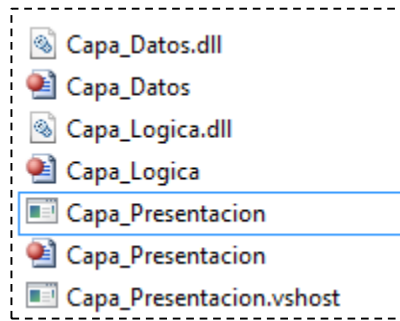 Capa_Datos.dll
Capa_Datos
Capa_Logica.dll
Capa_Logica
Capa_Presentacion
Capa_Presentacion
Capa_Presentacion.vshost